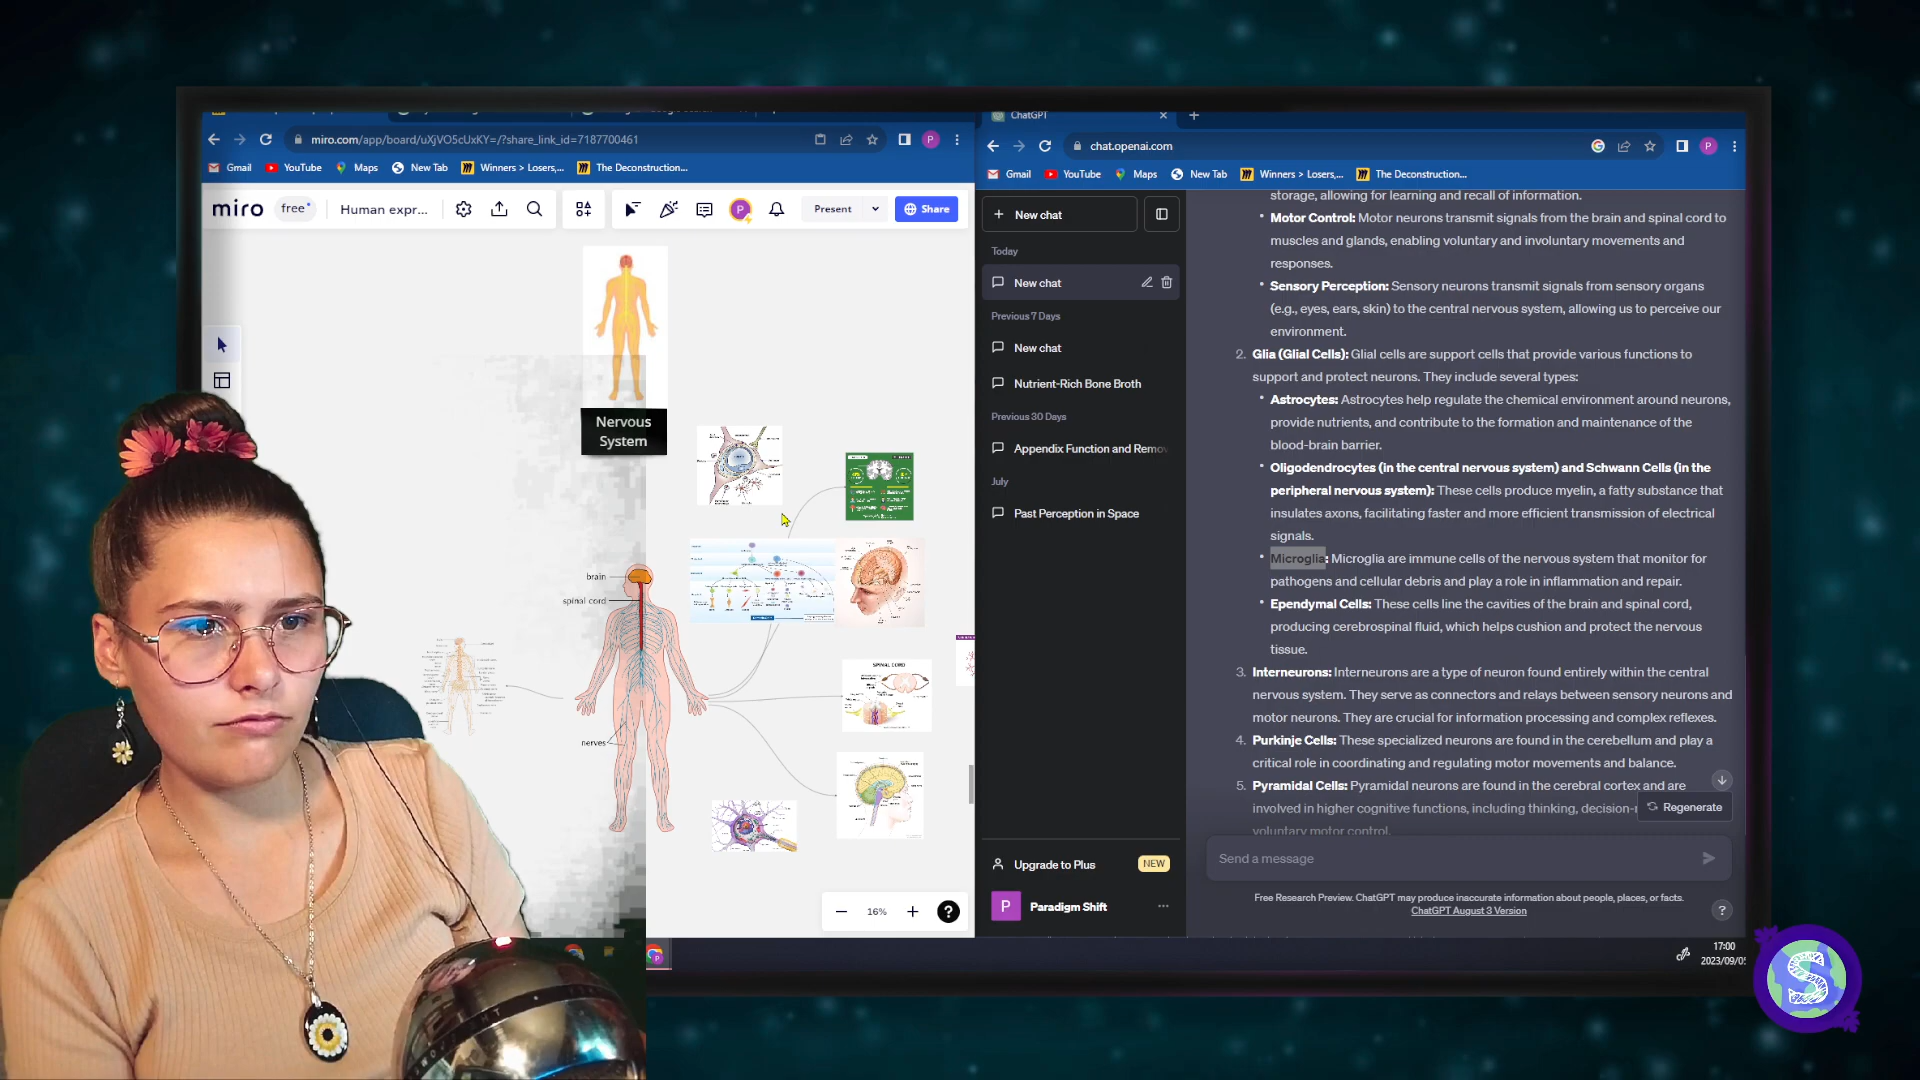 miro.com/app/board/uXjVO5cUxKY=/?share_link_id=7187700461
P
Gmail YouTube Maps New Tab Winners > Losers,... The Deconstruction...
miro free Human expr... P Present Share
Nervous
System
brain
spinal cord
nerves
SPINAL CORD
16%
?
ChatGPT
chat.openai.com
P
Gmail YouTube Maps New Tab Winners > Losers,... The Deconstruction...
+ New chat
Today
New chat
Previous 7 Days
New chat
Nutrient-Rich Bone Broth
Previous 30 Days
Appendix Function and Remov
July
Past Perception in Space
Upgrade to Plus NEW
P Paradigm Shift ...
storage, allowing for learning and recall of information.
• Motor Control: Motor neurons transmit signals from the brain and spinal cord to
muscles and glands, enabling voluntary and involuntary movements and
responses.
• Sensory Perception: Sensory neurons transmit signals from sensory organs
(e.g., eyes, ears, skin) to the central nervous system, allowing us to perceive our
environment.
2. Glia (Glial Cells): Glial cells are support cells that provide various functions to
support and protect neurons. They include several types:
• Astrocytes: Astrocytes help regulate the chemical environment around neurons,
provide nutrients, and contribute to the formation and maintenance of the
blood-brain barrier.
• Oligodendrocytes (in the central nervous system) and Schwann Cells (in the
peripheral nervous system): These cells produce myelin, a fatty substance that
insulates axons, facilitating faster and more efficient transmission of electrical
signals.
• Microglia: Microglia are immune cells of the nervous system that monitor for
pathogens and cellular debris and play a role in inflammation and repair.
• Ependymal Cells: These cells line the cavities of the brain and spinal cord,
producing cerebrospinal fluid, which helps cushion and protect the nervous
tissue.
3. Interneurons: Interneurons are a type of neuron found entirely within the central
nervous system. They serve as connectors and relays between sensory neurons and
motor neurons. They are crucial for information processing and complex reflexes.
4. Purkinje Cells: These specialized neurons are found in the cerebellum and play a
critical role in coordinating and regulating motor movements and balance.
5. Pyramidal Cells: Pyramidal neurons are found in the cerebral cortex and are
involved in higher cognitive functions, including thinking, decision-
voluntary motor control.
Regenerate
Send a message
Free Research Preview. ChatGPT may produce inaccurate information about people, places, or facts.
ChatGPT August 3 Version
?
17:00
2023/09/05
S